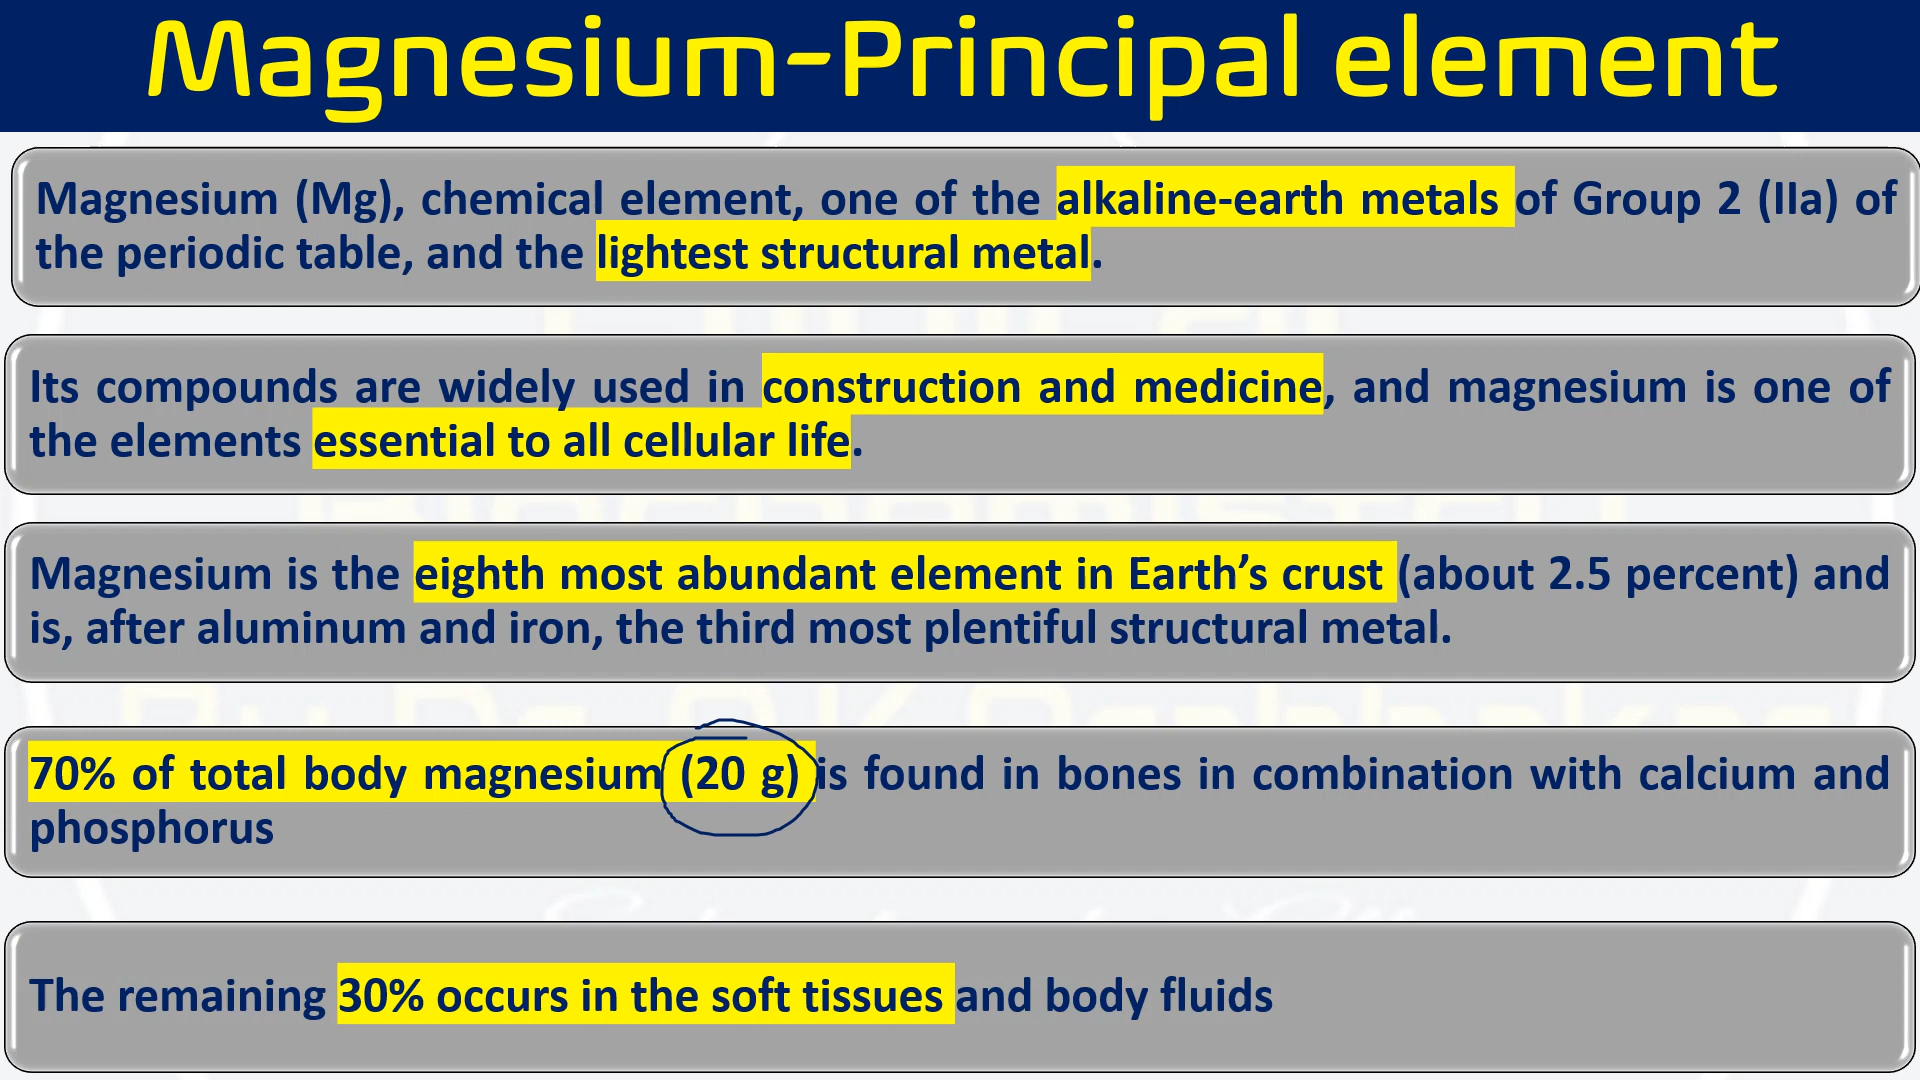 Magnesium-Principal element
Magnesium (Mg), chemical element, one of the alkaline-earth metals of Group 2 (IIa) of
the periodic table, and the lightest structural metal.
Its compounds are widely used in construction and medicine, and magnesium is one of
the elements essential to all cellular life.
Magnesium is the eighth most abundant element in Earth’s crust (about 2.5 percent) and
is, after aluminum and iron, the third most plentiful structural metal.
70% of total body magnesium (20 g) is found in bones in combination with calcium and
phosphorus
The remaining 30% occurs in the soft tissues and body fluids